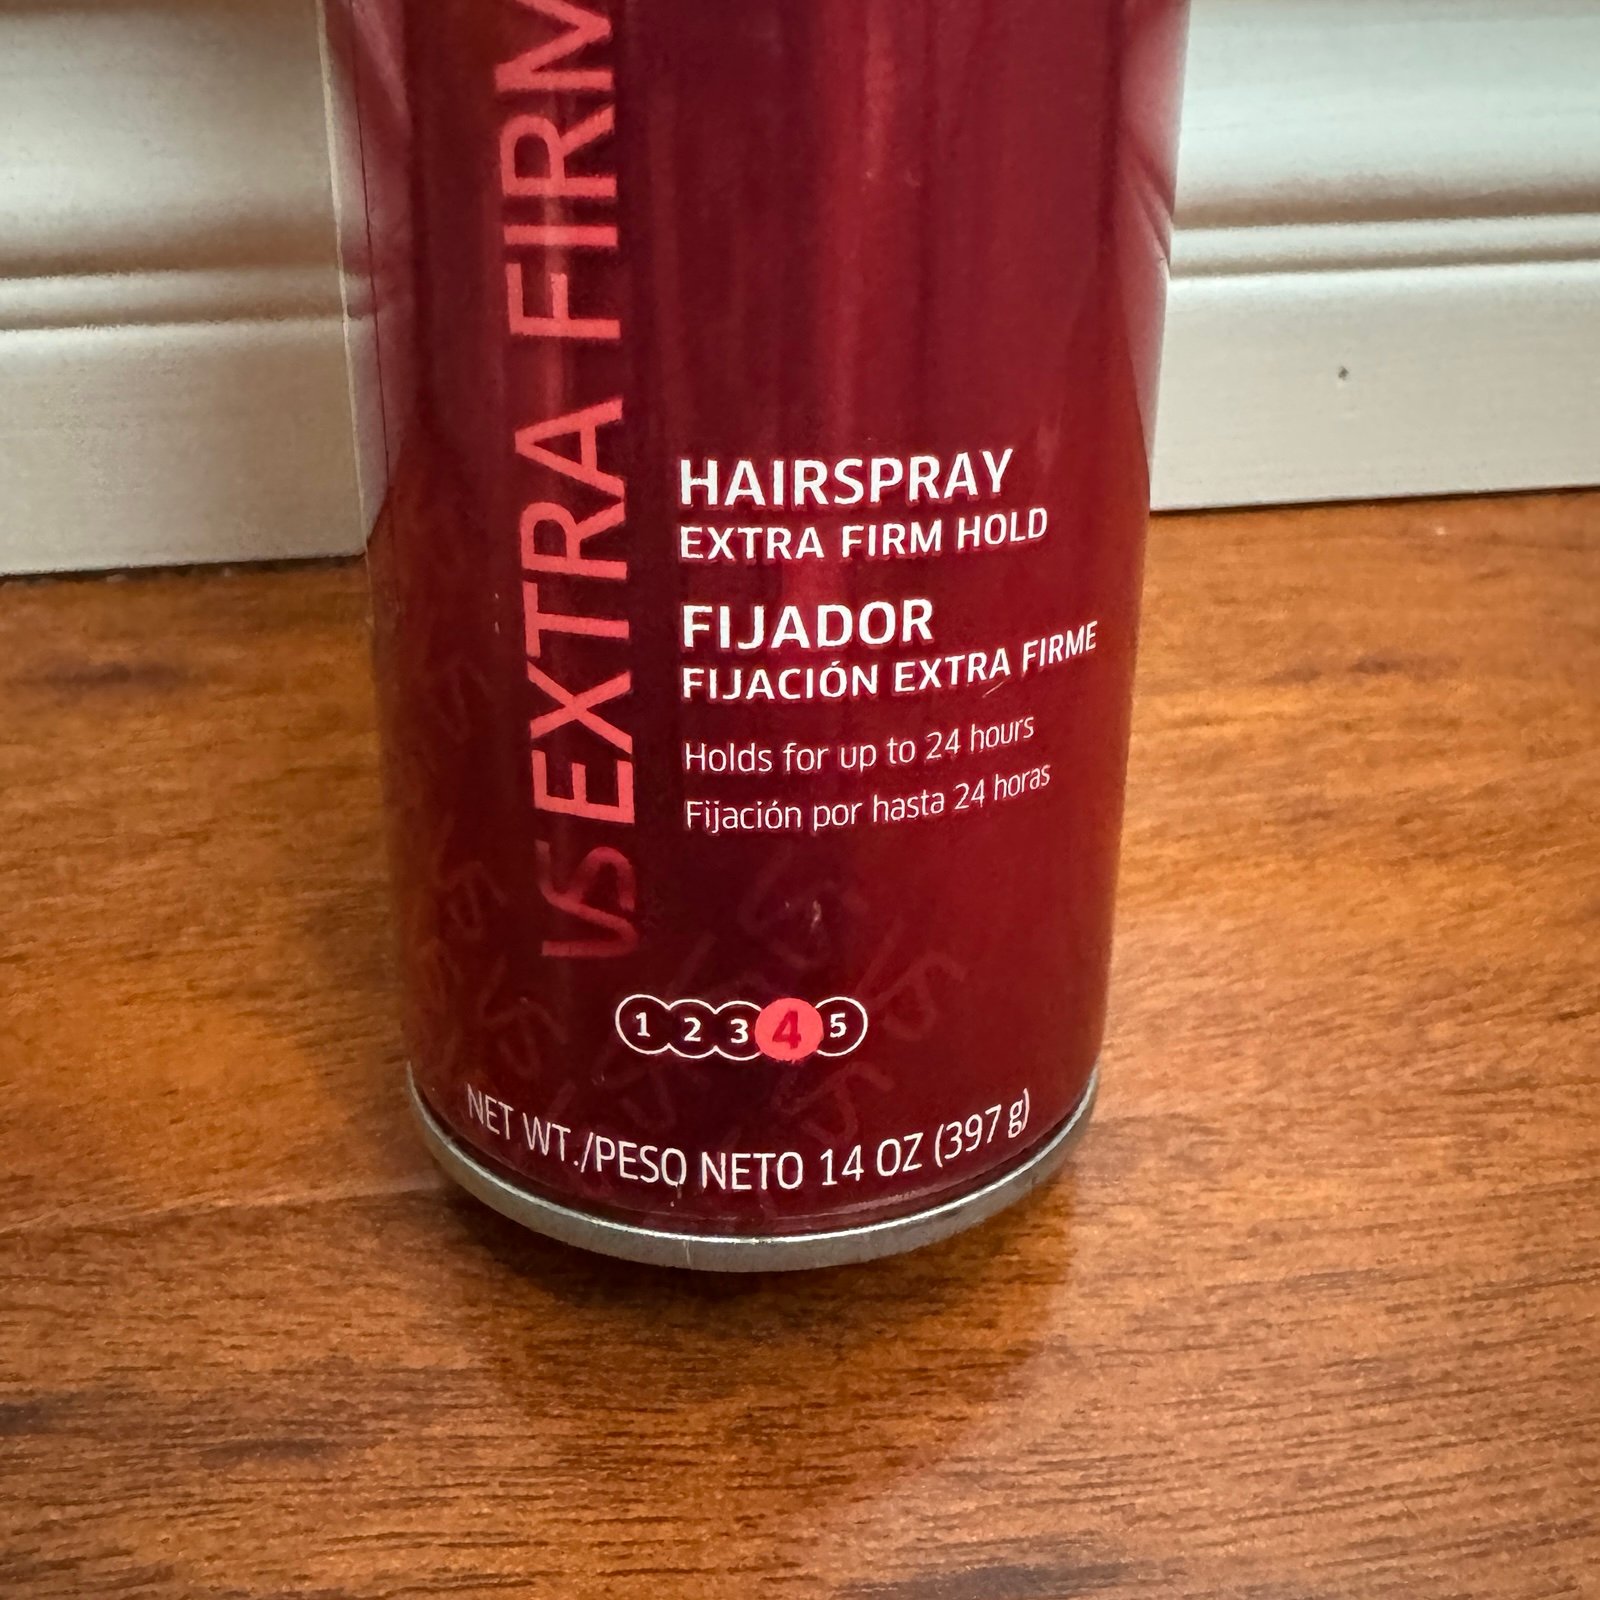 VS EXTRA FIRM
HAIRSPRAY
EXTRA FIRM HOLD
FIJADOR
FIJACIÓN EXTRA FIRME
Holds for up to 24 hours
Fijación por hasta 24 horas
1 2 3 4 5
NET WT./PESO NETO 14 OZ (397 g)